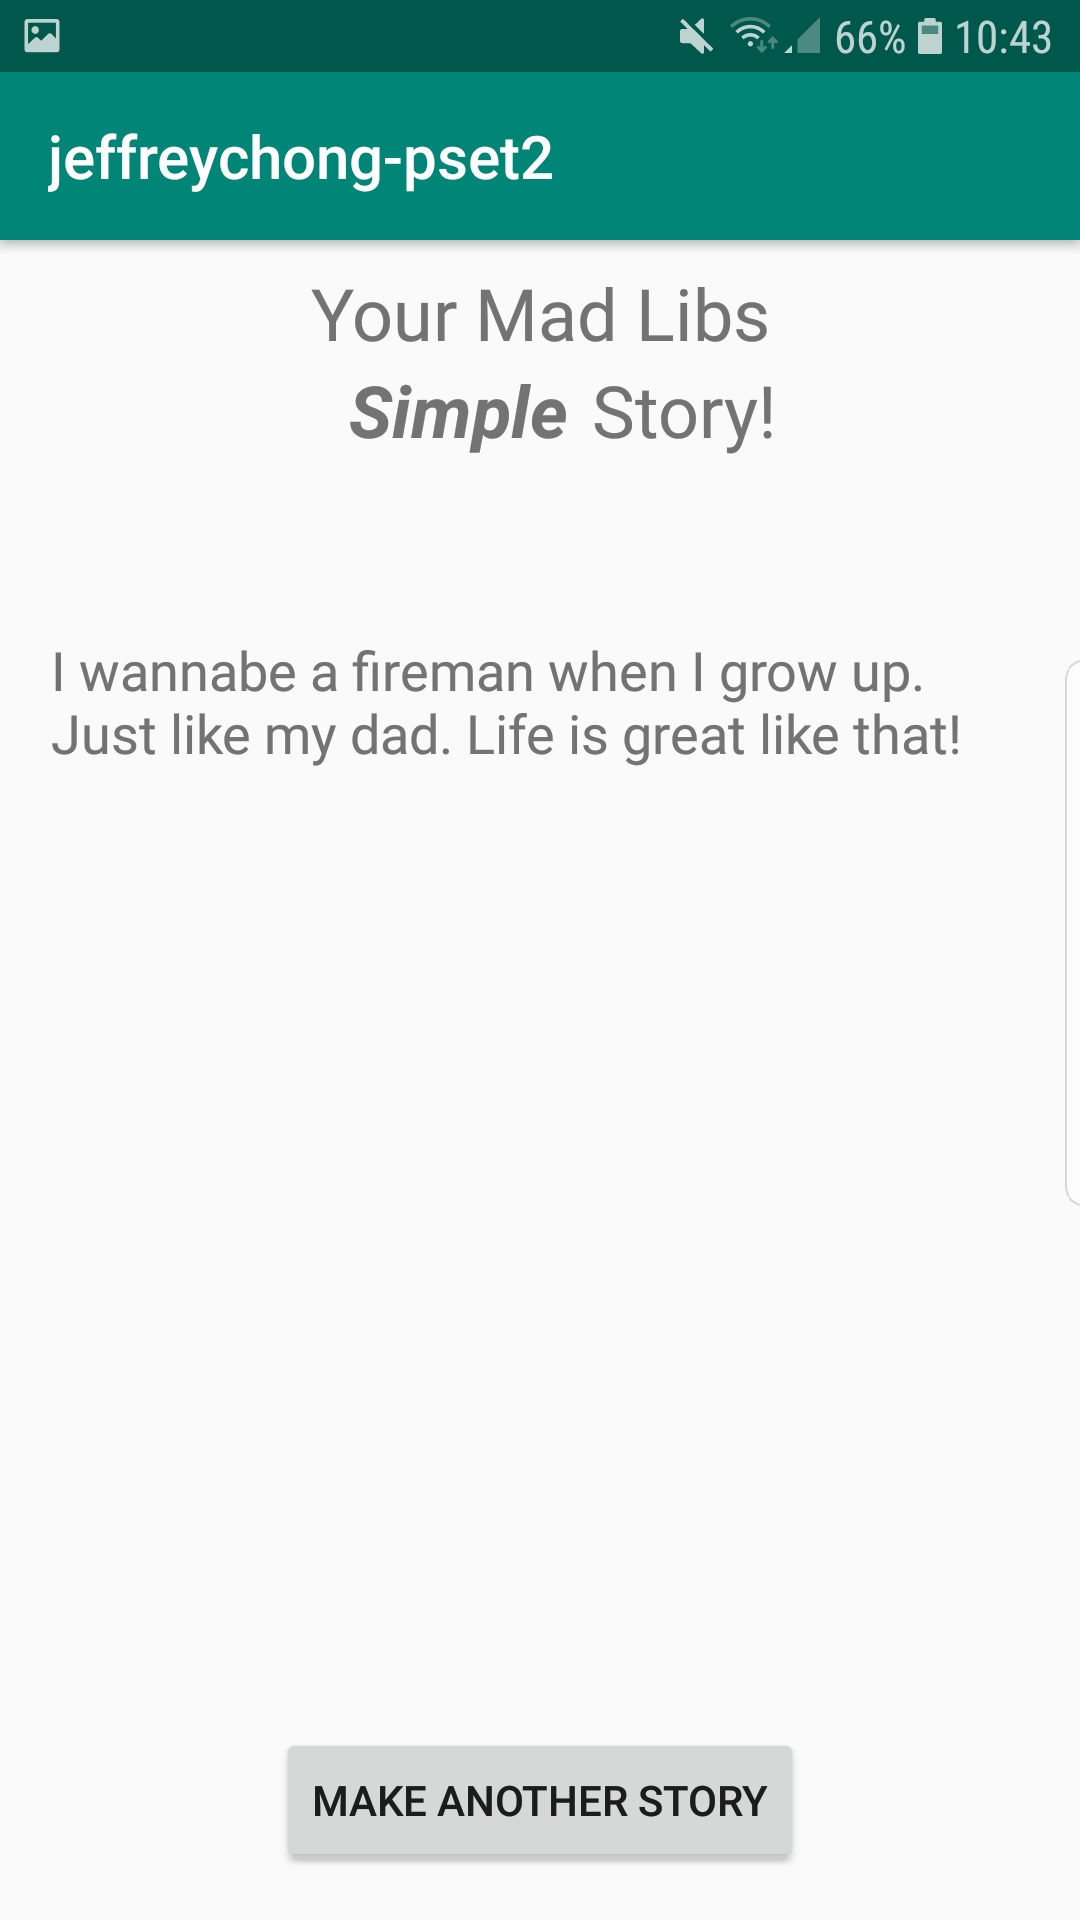 66% 10:43
jeffreychong-pset2
Your Mad Libs
Simple Story!
I wannabe a fireman when I grow up.
Just like my dad. Life is great like that!
MAKE ANOTHER STORY